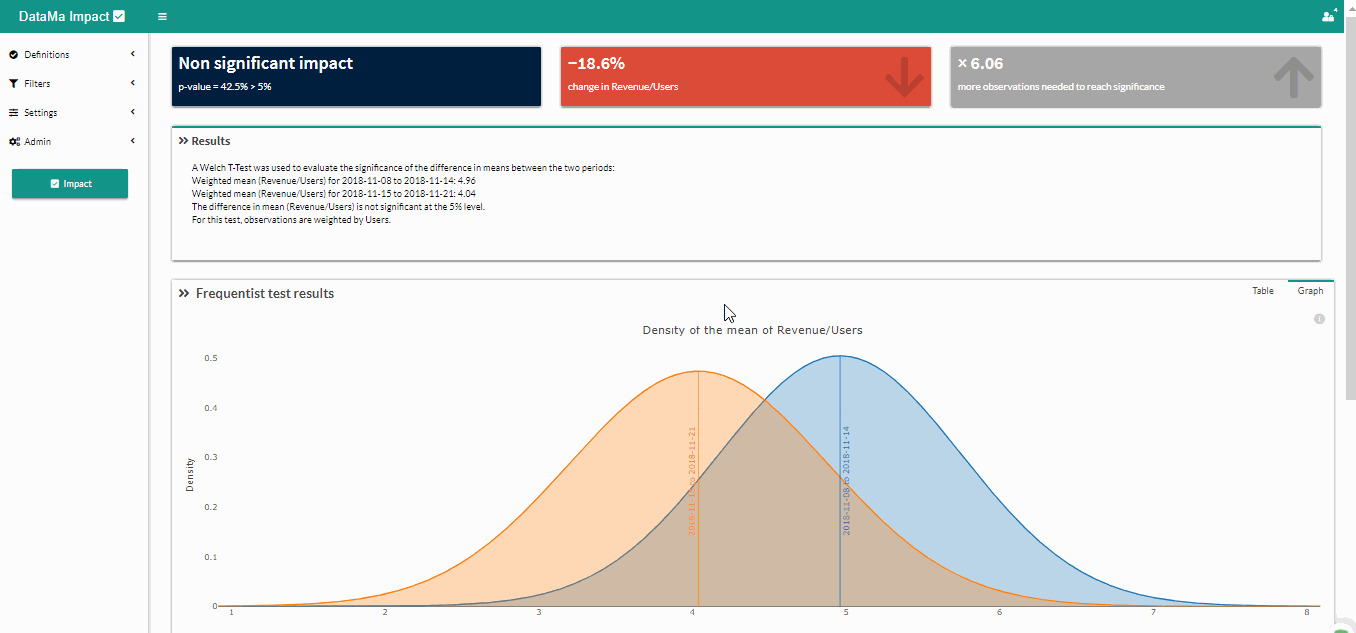 DataMa Impact
4
Definitions
Filters
Settings
Admin
Impact
Non significant impact
p-value = 42.5% > 5%
−18.6%
change in Revenue/Users
× 6.06
more observations needed to reach significance
Results
A Welch T-Test was used to evaluate the significance of the difference in means between the two periods:
Weighted mean (Revenue/Users) for 2018-11-08 to 2018-11-14: 4.96
Weighted mean (Revenue/Users) for 2018-11-15 to 2018-11-21: 4.04
The difference in mean (Revenue/Users) is not significant at the 5% level.
For this test, observations are weighted by Users.
Frequentist test results
Table
Graph
Density of the mean of Revenue/Users
0.5
0.4
0.3
0.2
0.1
0
Density
2018-11-15 to 2018-11-21
2018-11-08 to 2018-11-14
1
2
3
4
5
6
7
8